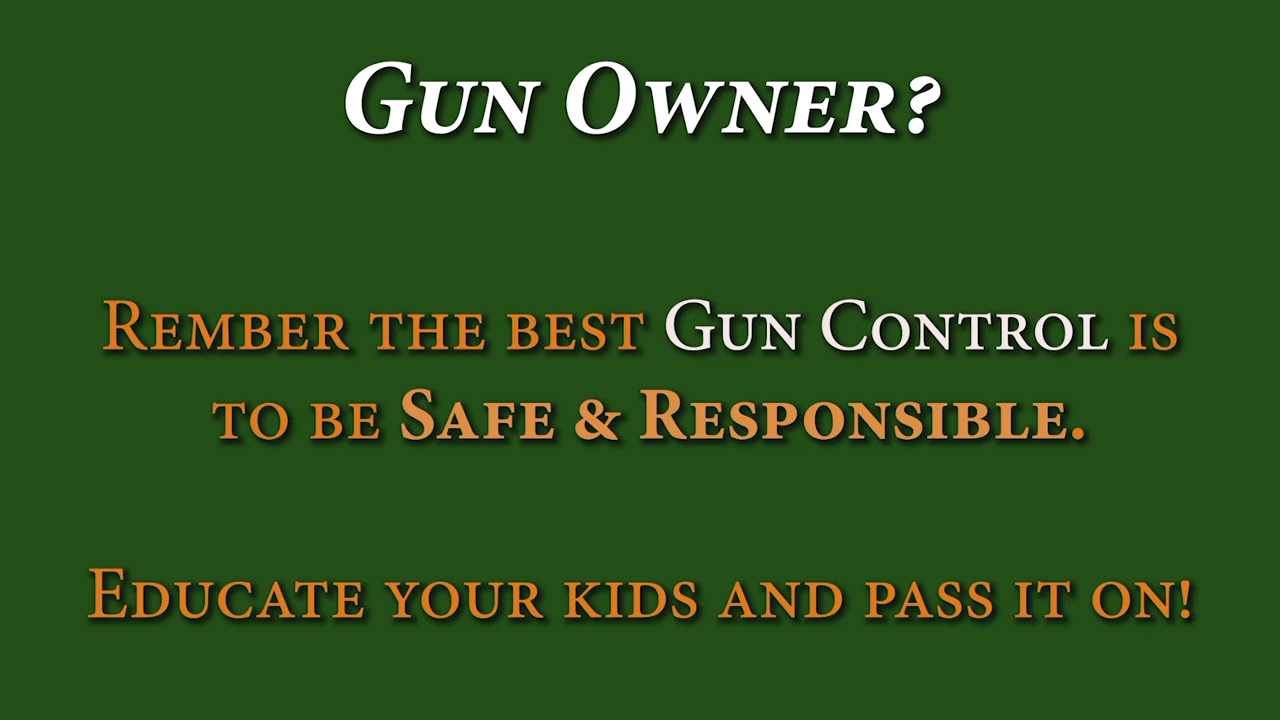 Gun Owner?
Rember the best Gun Control is
to be Safe & Responsible.
Educate your kids and pass it on!